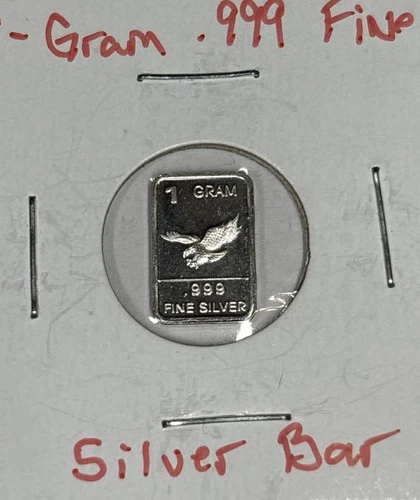 -Gram .999 Fine
1 GRAM
.999
FINE SILVER
Silver Bar